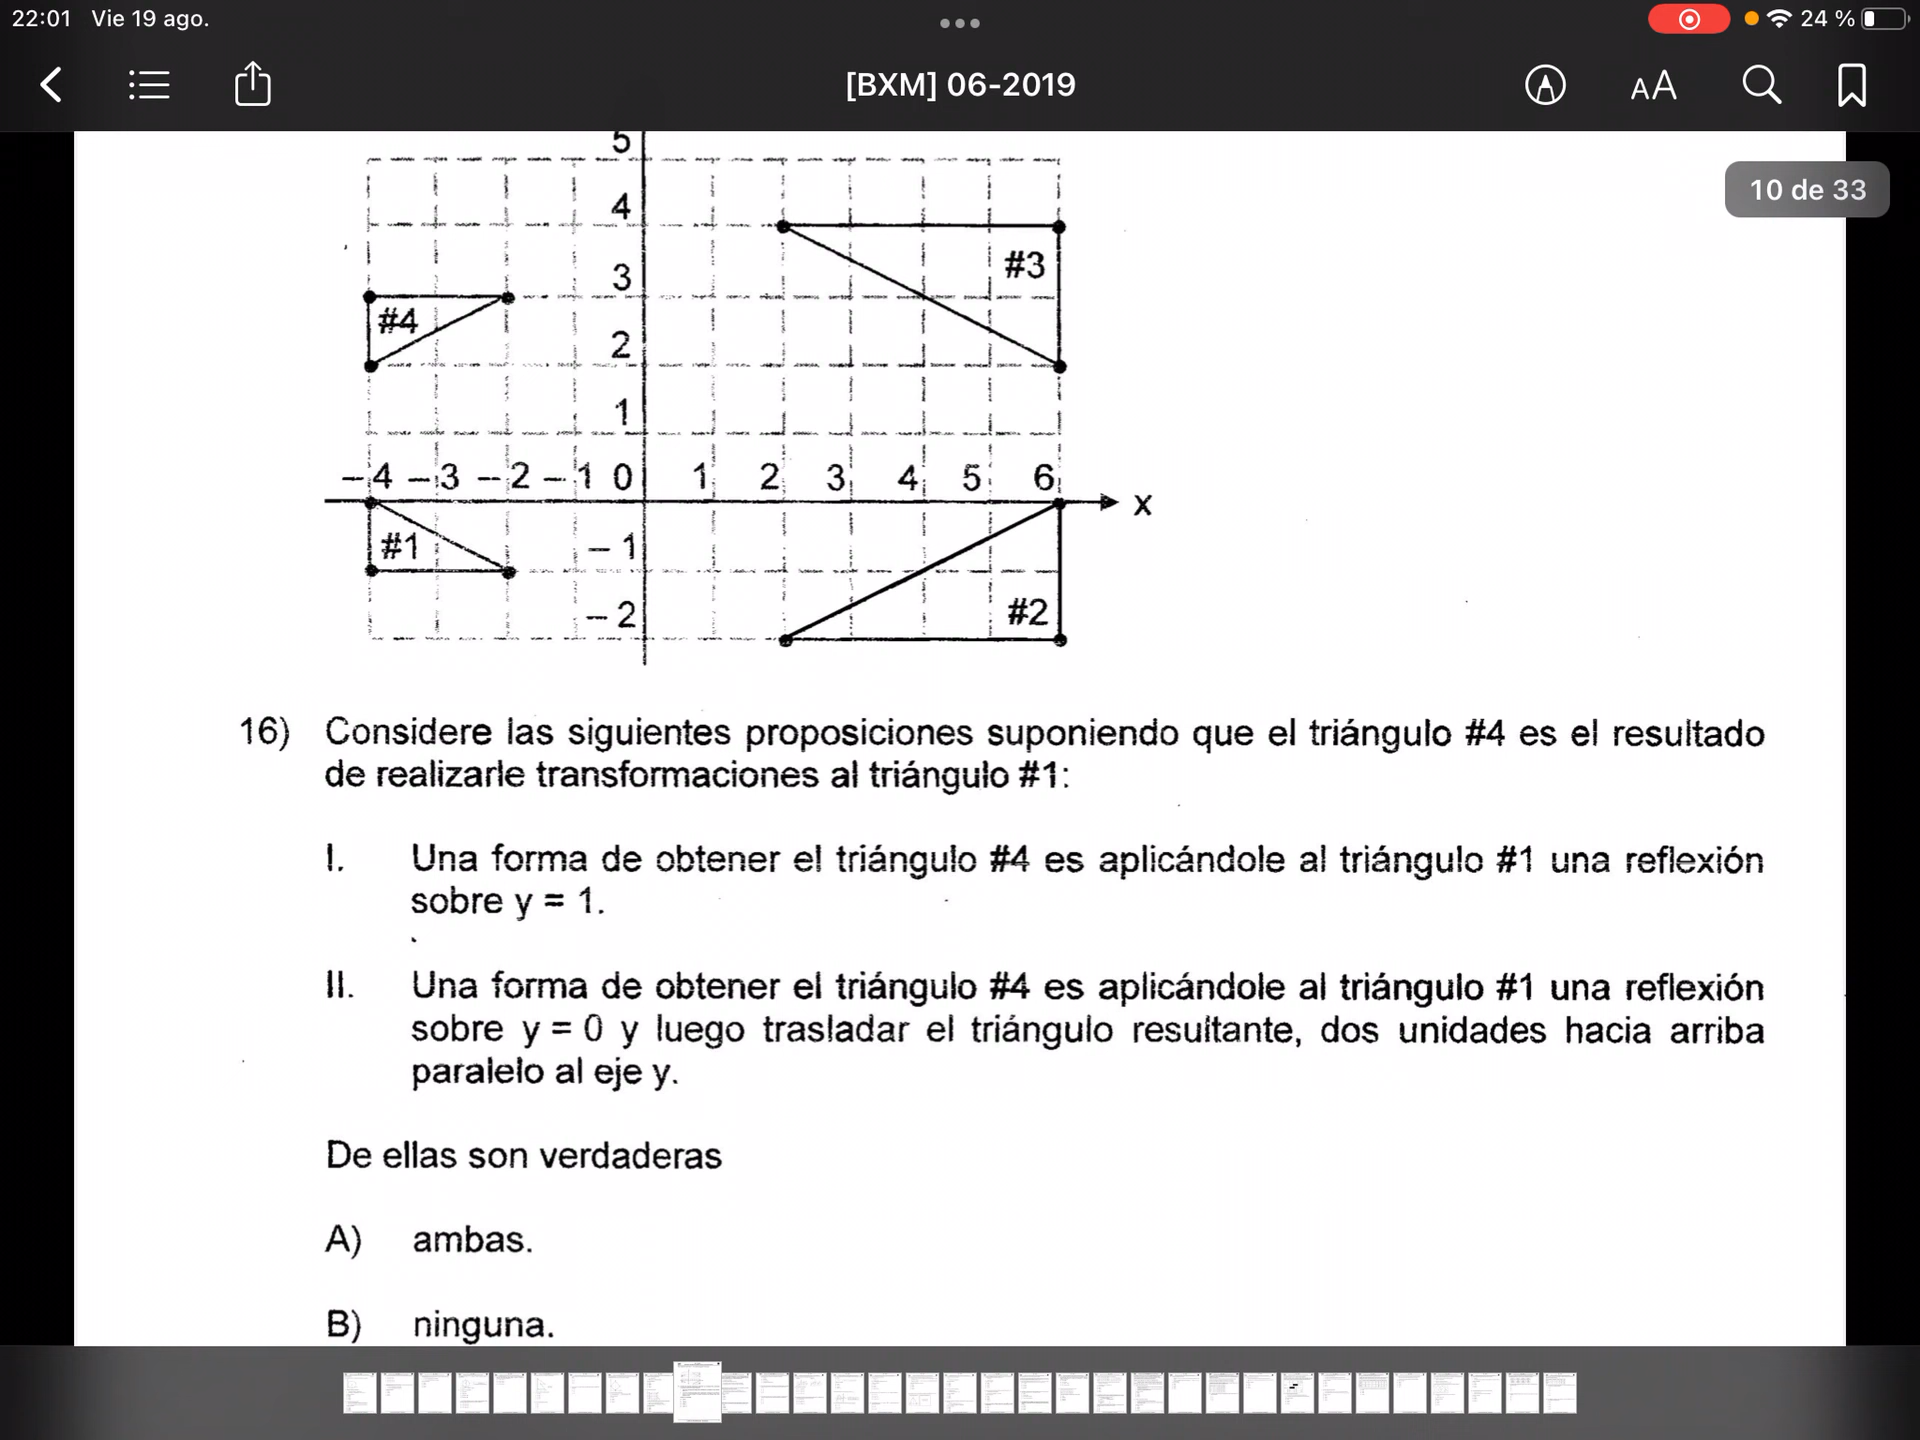 22:01 Vie 19 ago.
24 %
[BXM] 06-2019
AA
10 de 33
5
4
#3
3
#4
2
1
– 4 – 3 – 2 – 1 0 1 2 3 4 5 6
x
#1
– 1
– 2
#2
16) Considere las siguientes proposiciones suponiendo que el triángulo #4 es el resultado
de realizarle transformaciones al triángulo #1:
I. Una forma de obtener el triángulo #4 es aplicándole al triángulo #1 una reflexión
sobre y = 1.
II. Una forma de obtener el triángulo #4 es aplicándole al triángulo #1 una reflexión
sobre y = 0 y luego trasladar el triángulo resultante, dos unidades hacia arriba
paralelo al eje y.
De ellas son verdaderas
A) ambas.
B) ninguna.